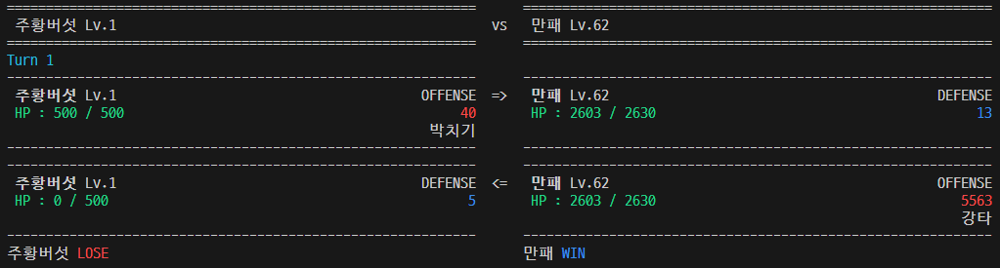 ================================================================ ================================================================
주황버섯 Lv.1 vs 만패 Lv.62
================================================================ ================================================================
Turn 1
---------------------------------------------------------------- ----------------------------------------------------------------
주황버섯 Lv.1 OFFENSE => 만패 Lv.62 DEFENSE
HP : 500 / 500 40 HP : 2603 / 2630 13
박치기
---------------------------------------------------------------- ----------------------------------------------------------------
---------------------------------------------------------------- ----------------------------------------------------------------
주황버섯 Lv.1 DEFENSE <= 만패 Lv.62 OFFENSE
HP : 0 / 500 5 HP : 2603 / 2630 5563
강타
---------------------------------------------------------------- ----------------------------------------------------------------
주황버섯 LOSE 만패 WIN